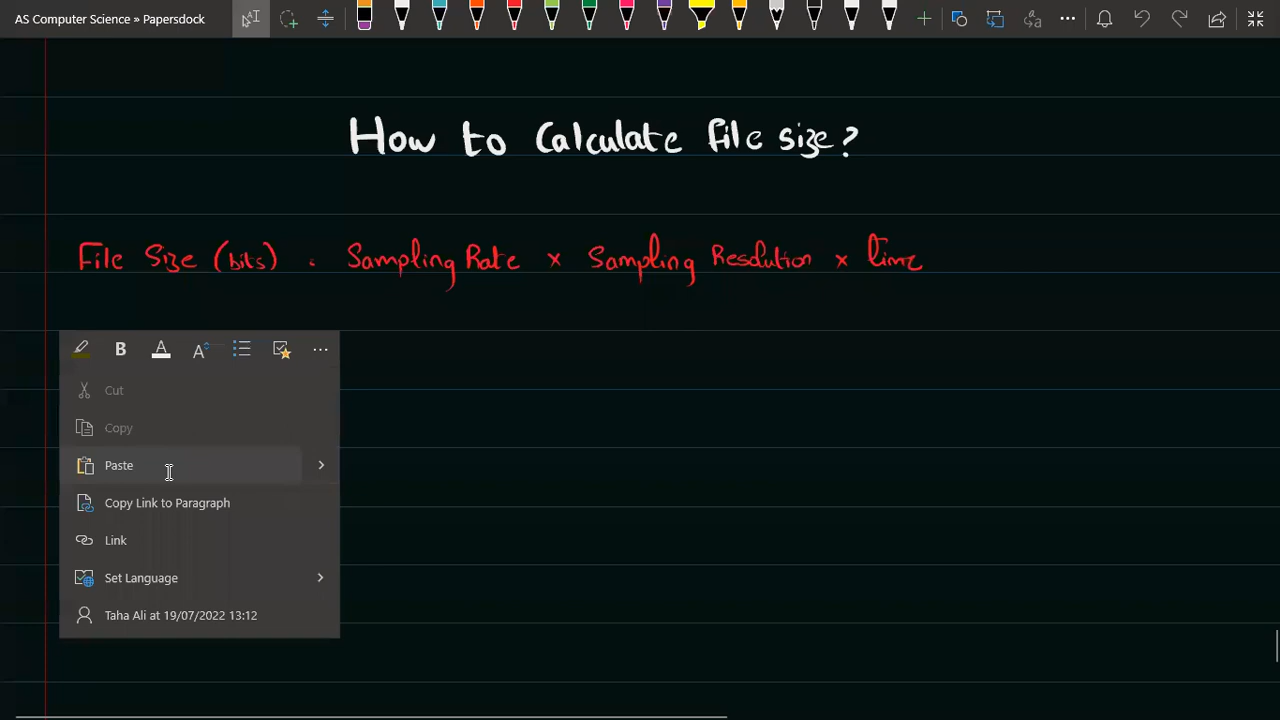 AS Computer Science » Papersdock
How to Calculate file size?
File Size (bits) = Sampling Rate x Sampling Resolution x time
B A A
Cut
Copy
Paste
Copy Link to Paragraph
Link
Set Language
Taha Ali at 19/07/2022 13:12